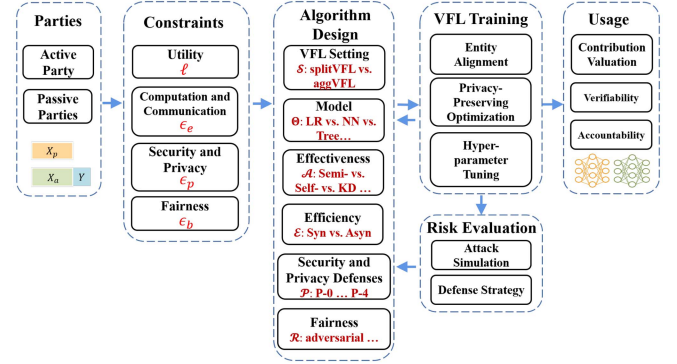 Parties
Active
Party
Passive
Parties
X_p
X_a
Y
Constraints
Utility
ℓ
Computation and
Communication
ϵ_e
Security and
Privacy
ϵ_p
Fairness
ϵ_b
Algorithm
Design
VFL Setting
𝒮: splitVFL vs.
aggVFL
Model
Θ: LR vs. NN vs.
Tree…
Effectiveness
𝒜: Semi- vs.
Self- vs. KD …
Efficiency
ℰ: Syn vs. Asyn
Security and
Privacy Defenses
𝒫: P-0 … P-4
Fairness
ℛ: adversarial …
VFL Training
Entity
Alignment
Privacy-
Preserving
Optimization
Hyper-
parameter
Tuning
Risk Evaluation
Attack
Simulation
Defense Strategy
Usage
Contribution
Valuation
Verifiability
Accountability